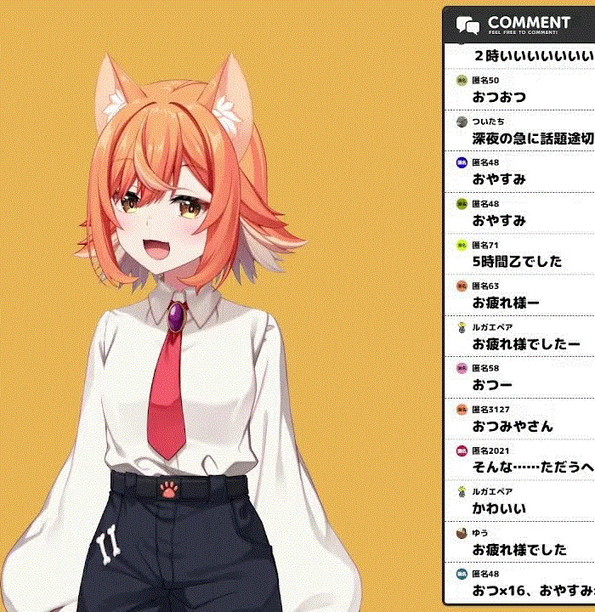 COMMENT
FEEL FREE TO COMMENT!
２時いいいいいいい
匿名50
おつおつ
ついたち
深夜の急に話題途切
匿名48
おやすみ
匿名48
おやすみ
匿名71
5時間乙でした
匿名63
お疲れ様ー
ルガエペア
お疲れ様でしたー
匿名58
おつー
匿名3127
おつみやさん
匿名2021
そんな……ただうへ
ルガエペア
かわいい
ゆう
お疲れ様でした
匿名48
おつ×16、おやすみ×